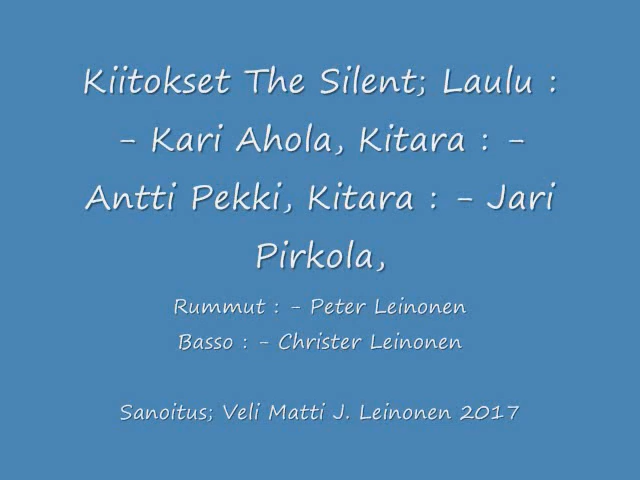 Kiitokset The Silent; Laulu :
- Kari Ahola, Kitara : -
Antti Pekki, Kitara : - Jari
Pirkola,
Rummut : - Peter Leinonen
Basso : - Christer Leinonen
Sanoitus; Veli Matti J. Leinonen 2017